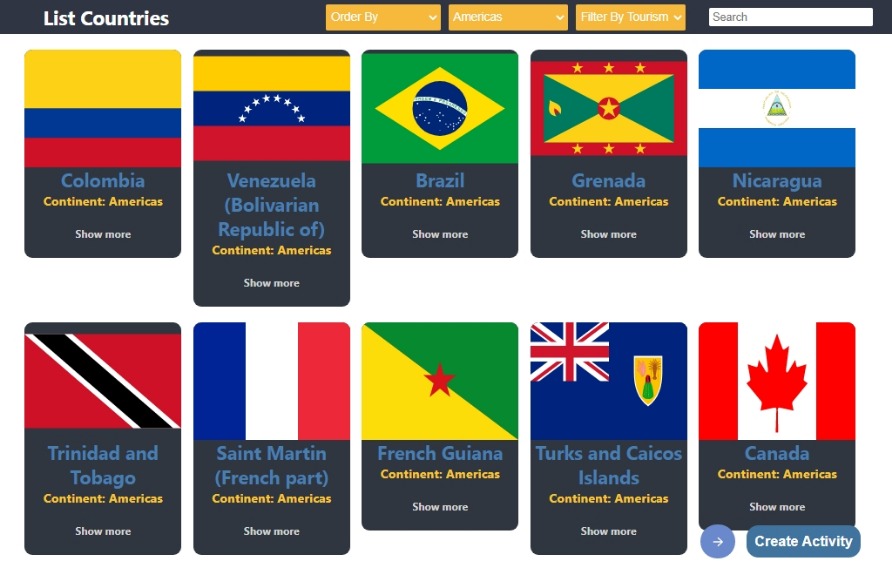 List Countries
Order By
Americas
Filter By Tourism
Search
Colombia
Continent: Americas
Show more
Venezuela
(Bolivarian
Republic of)
Continent: Americas
Show more
Brazil
Continent: Americas
Show more
Grenada
Continent: Americas
Show more
Nicaragua
Continent: Americas
Show more
Trinidad and
Tobago
Continent: Americas
Show more
Saint Martin
(French part)
Continent: Americas
Show more
French Guiana
Continent: Americas
Show more
Turks and Caicos
Islands
Continent: Americas
Show more
Canada
Continent: Americas
Show more
Create Activity